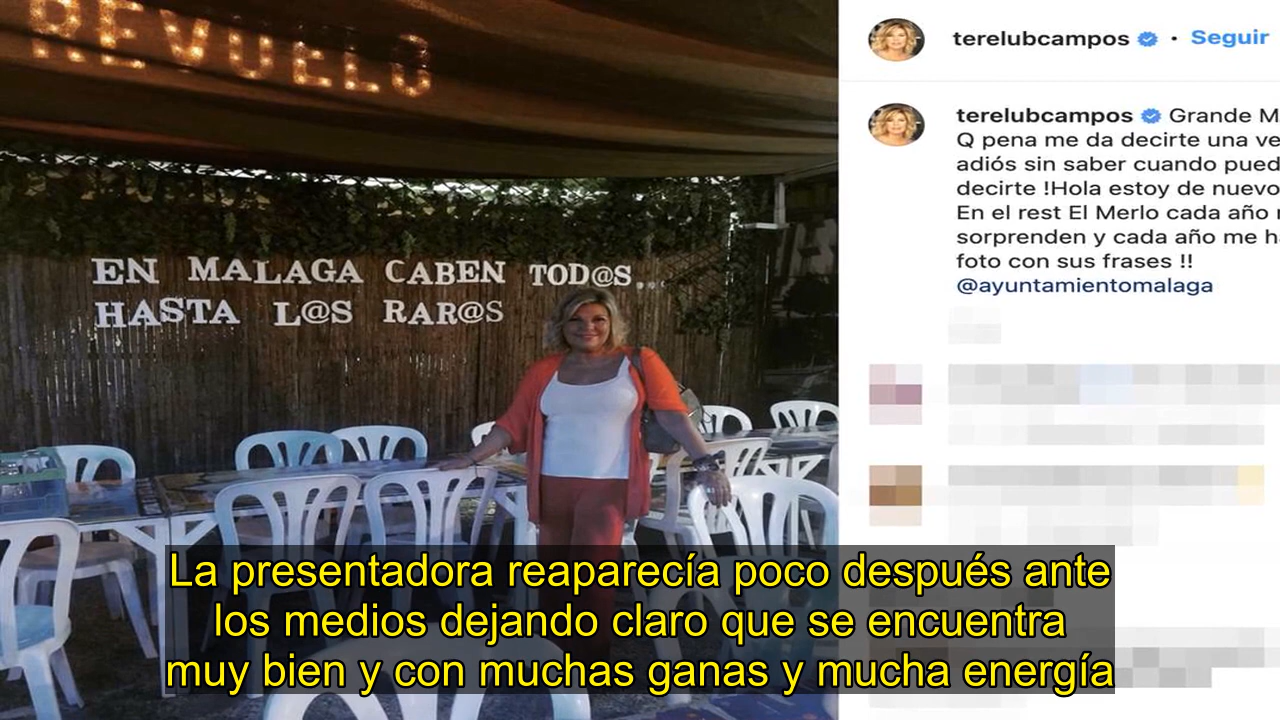 REVUELO
EN MALAGA CABEN TOD@S...
HASTA L@S RAR@S
terelubcampos • Seguir
terelubcampos Grande M
Q pena me da decirte una ve
adiós sin saber cuando pued
decirte !Hola estoy de nuevo
En el rest El Merlo cada año
sorprenden y cada año me h
foto con sus frases !!
@ayuntamientomalaga
La presentadora reaparecía poco después ante
los medios dejando claro que se encuentra
muy bien y con muchas ganas y mucha energía